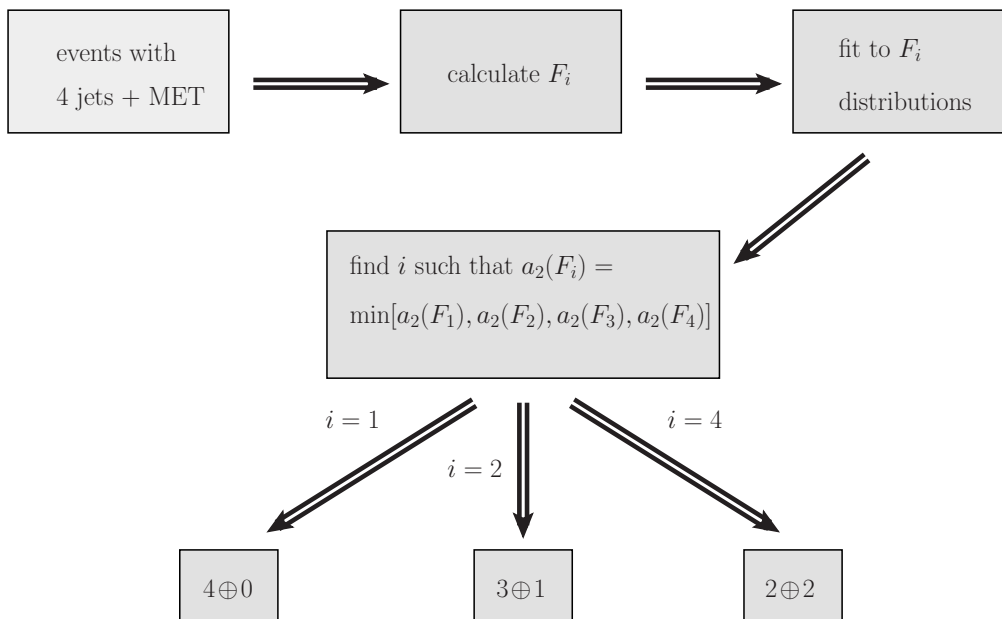 events with
4 jets + MET
calculate $F_i$
fit to $F_i$
distributions
find $i$ such that $a_2(F_i) =$
$\min[a_2(F_1), a_2(F_2), a_2(F_3), a_2(F_4)]$
$i = 1$
$i = 2$
$i = 4$
4⊕0
3⊕1
2⊕2